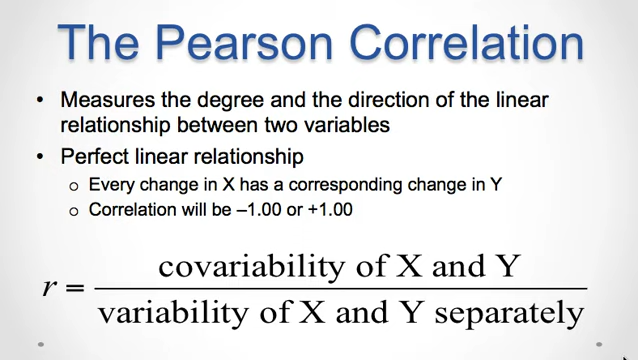 The Pearson Correlation
• Measures the degree and the direction of the linear
relationship between two variables
• Perfect linear relationship
o Every change in X has a corresponding change in Y
o Correlation will be –1.00 or +1.00
covariability of X and Y
r =
variability of X and Y separately